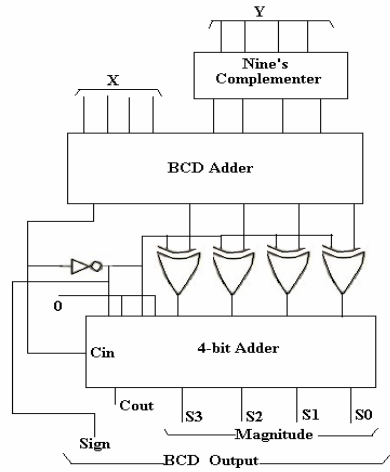 Y
Nine's
Complementer
X
BCD Adder
0
Cin
4-bit Adder
Cout
S3
S2
S1
S0
Sign
Magnitude
BCD Output